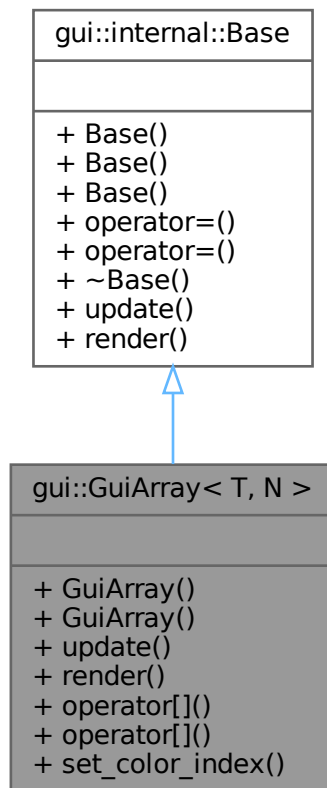 gui::internal::Base
+ Base()
+ Base()
+ Base()
+ operator=()
+ operator=()
+ ~Base()
+ update()
+ render()
gui::GuiArray< T, N >
+ GuiArray()
+ GuiArray()
+ update()
+ render()
+ operator[]()
+ operator[]()
+ set_color_index()